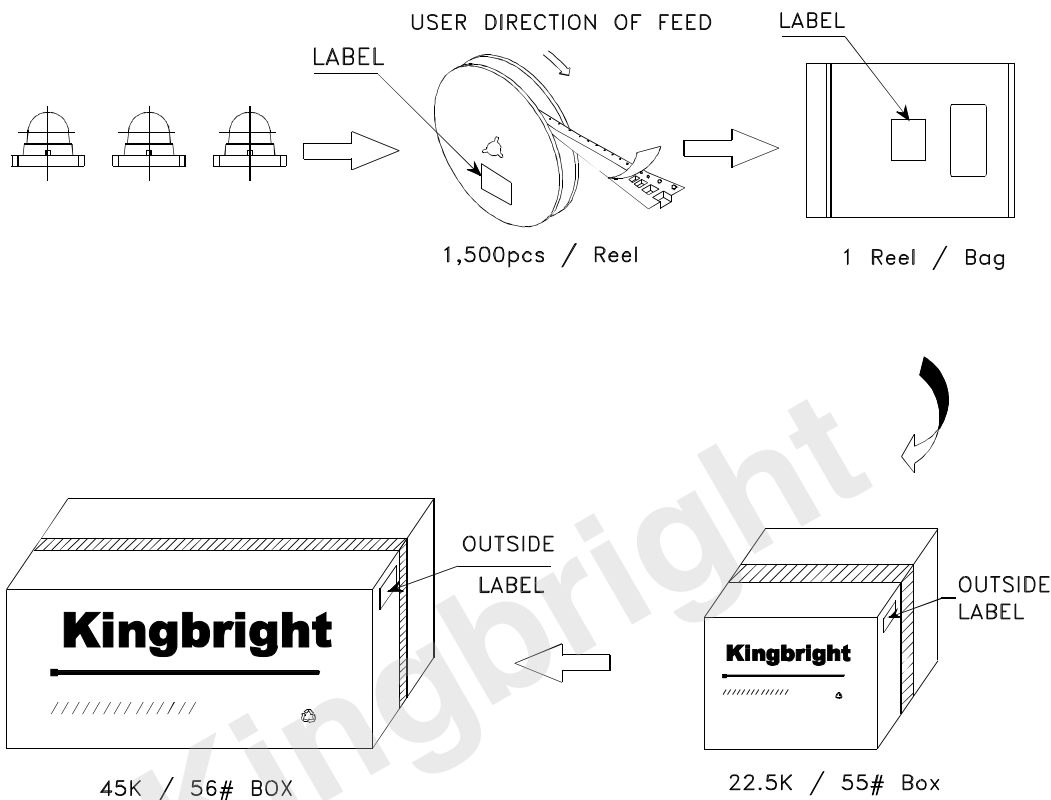 USER DIRECTION OF FEED
LABEL
LABEL
1,500pcs / Reel
1 Reel / Bag
OUTSIDE
LABEL
OUTSIDE
LABEL
Kingbright
Kingbright
Kingbright
45K / 56# BOX
22.5K / 55# Box